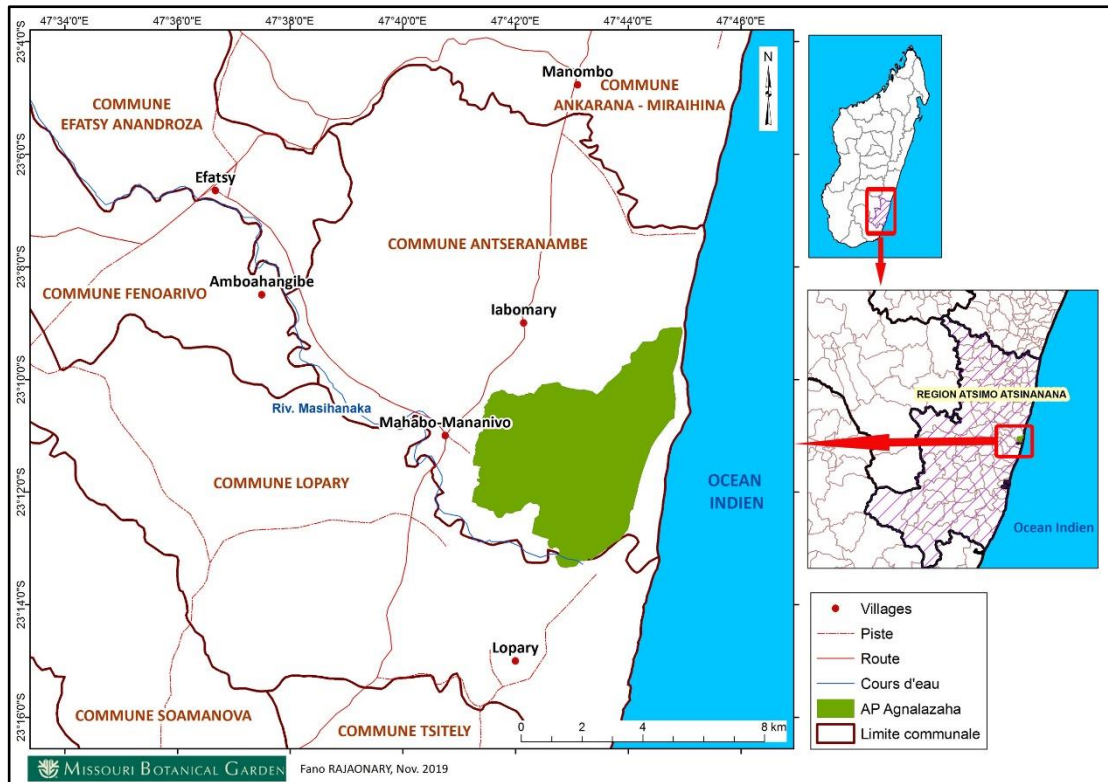 47°34'0"E
47°36'0"E
47°38'0"E
47°40'0"E
47°42'0"E
47°44'0"E
47°46'0"E
23°4'0"S
23°6'0"S
23°8'0"S
23°10'0"S
23°12'0"S
23°14'0"S
23°16'0"S
N
Manombo
COMMUNE
ANKARANA - MIRAIHINA
COMMUNE
EFATSY ANANDROZA
Efatsy
COMMUNE ANTSERANAMBE
Amboahangibe
COMMUNE FENOARIVO
Iabomary
Riv. Masihanaka
Mahabo-Mananivo
COMMUNE LOPARY
OCEAN
INDIEN
Lopary
COMMUNE SOAMANOVA
COMMUNE TSITELY
0 2 4 8 km
REGION ATSIMO ATSINANANA
Ocean Indien
Villages
Piste
Route
Cours d'eau
AP Agnalazaha
Limite communale
MISSOURI BOTANICAL GARDEN
Fano RAJAONARY, Nov. 2019